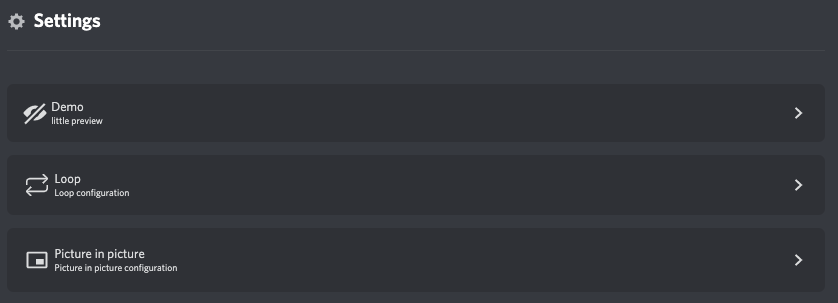 Settings
Demo
little preview
Loop
Loop configuration
Picture in picture
Picture in picture configuration